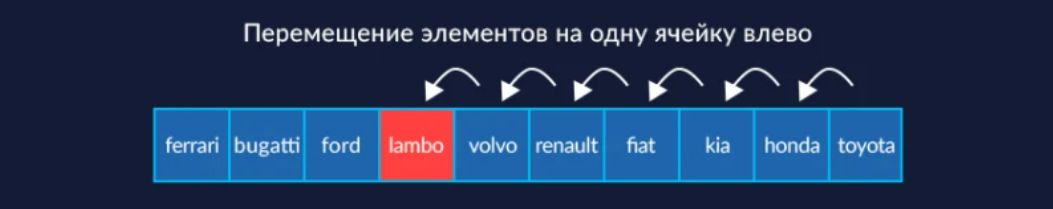 Перемещение элементов на одну ячейку влево
ferrari bugatti ford lambo volvo renault fiat kia honda toyota